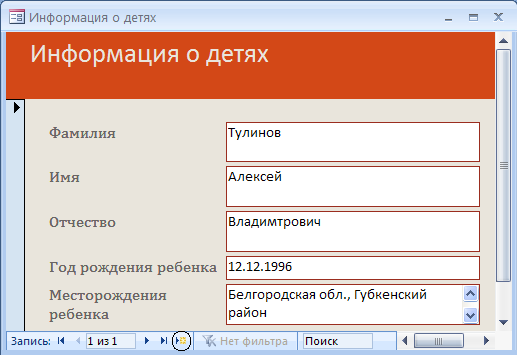 Информация о детях
Информация о детях
Фамилия
Тулинов
Имя
Алексей
Отчество
Владимтрович
Год рождения ребенка
12.12.1996
Месторождения
ребенка
Белгородская обл., Губкенский
район
Запись: 1 из 1 Нет фильтра Поиск